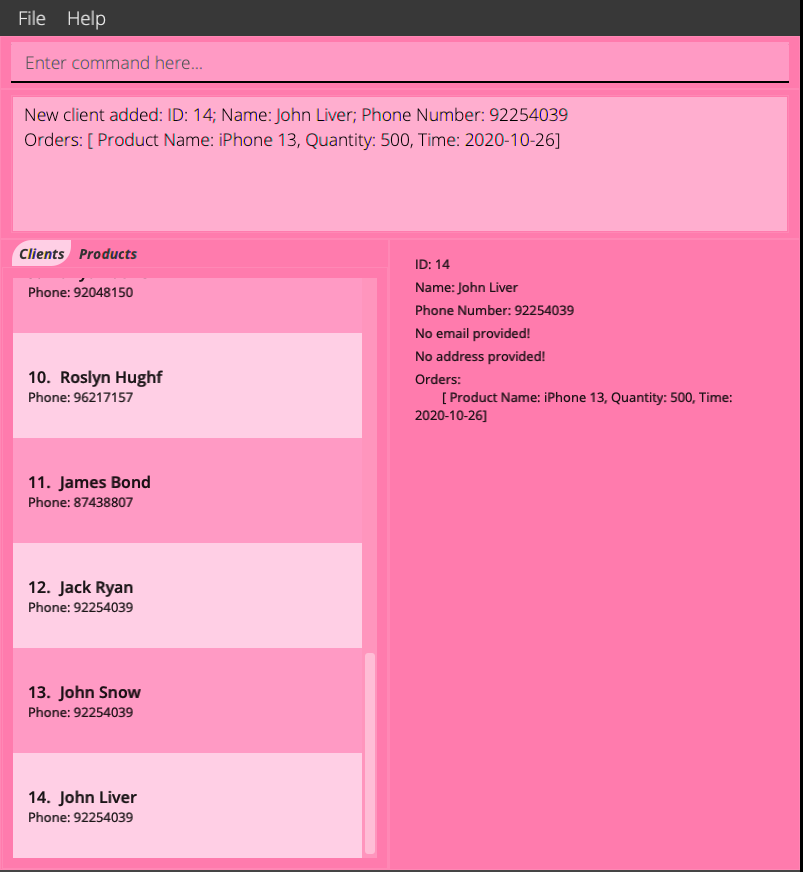 File Help
Enter command here...
New client added: ID: 14; Name: John Liver; Phone Number: 92254039
Orders: [ Product Name: iPhone 13, Quantity: 500, Time: 2020-10-26]
Clients Products
Phone: 92048150
10. Roslyn Hughf
Phone: 96217157
11. James Bond
Phone: 87438807
12. Jack Ryan
Phone: 92254039
13. John Snow
Phone: 92254039
14. John Liver
Phone: 92254039
ID: 14
Name: John Liver
Phone Number: 92254039
No email provided!
No address provided!
Orders:
[ Product Name: iPhone 13, Quantity: 500, Time:
2020-10-26]